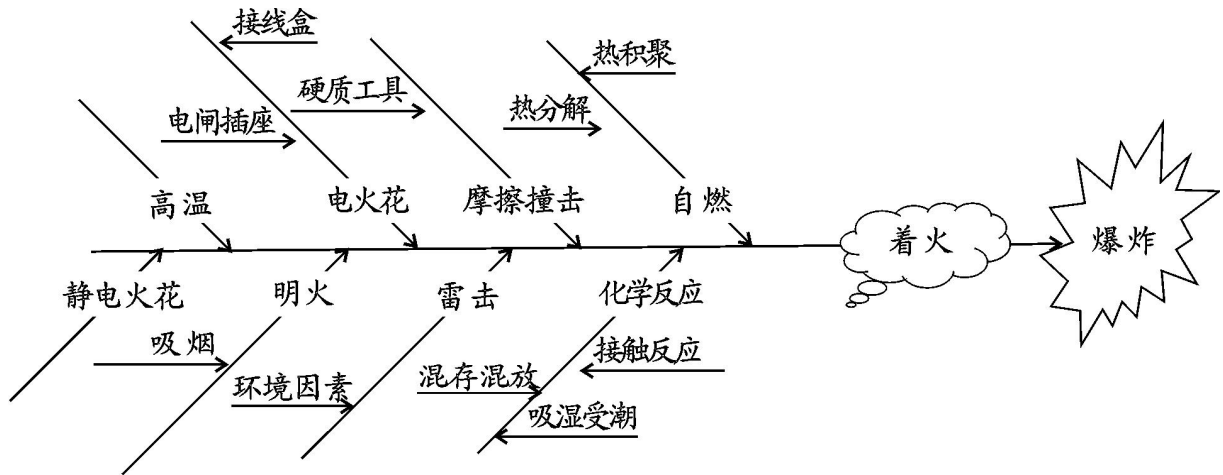 接线盒
热积聚
硬质工具
热分解
电闸插座
高温
电火花
摩擦撞击
自燃
着火
爆炸
静电火花
明火
雷击
化学反应
吸烟
接触反应
环境因素
混存混放
吸湿受潮